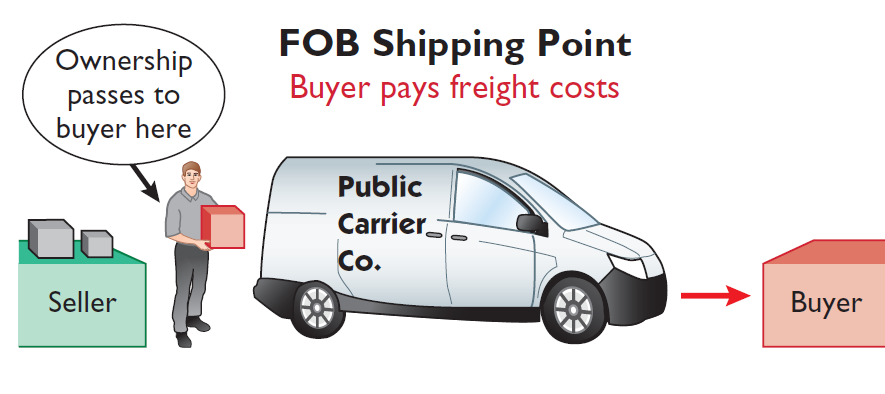 FOB Shipping Point
Buyer pays freight costs
Ownership
passes to
buyer here
Public
Carrier
Co.
Seller
Buyer